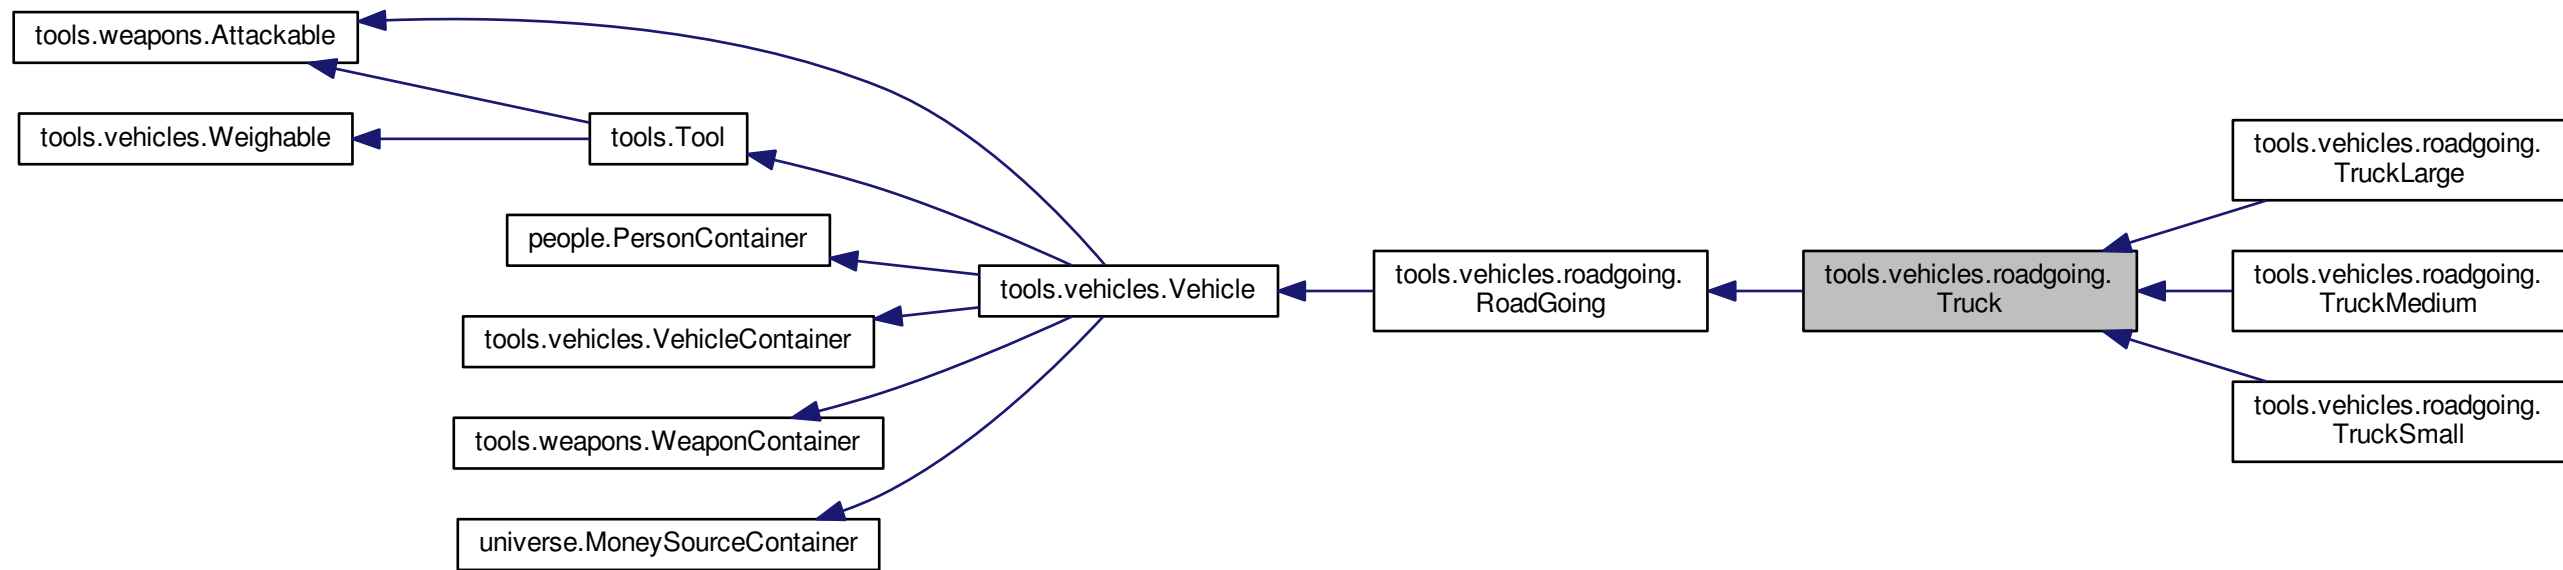 tools.weapons.Attackable
tools.vehicles.Weighable
tools.Tool
people.PersonContainer
tools.vehicles.VehicleContainer
tools.weapons.WeaponContainer
universe.MoneySourceContainer
tools.vehicles.Vehicle
tools.vehicles.roadgoing.
RoadGoing
tools.vehicles.roadgoing.
Truck
tools.vehicles.roadgoing.
TruckLarge
tools.vehicles.roadgoing.
TruckMedium
tools.vehicles.roadgoing.
TruckSmall